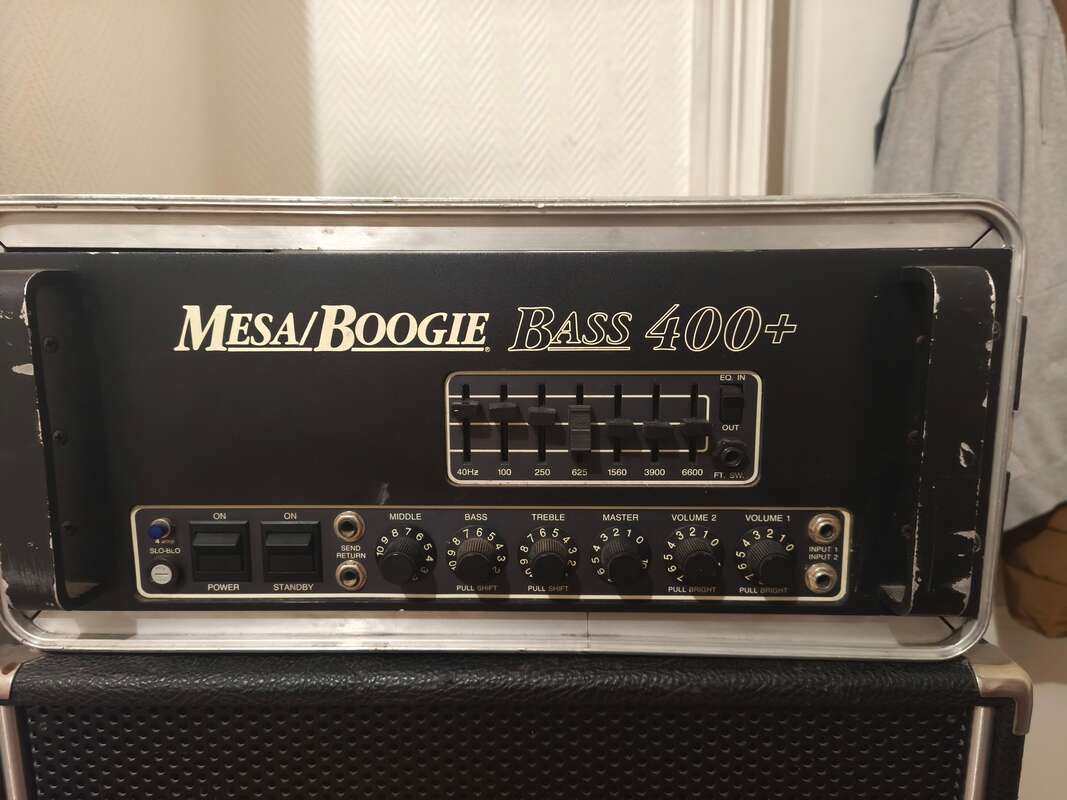 MESA/BOOGIE® BASS 400+
EQ. IN
OUT
40Hz 100 250 625 1560 3900 6600 FT. SW.
ON ON MIDDLE BASS TREBLE MASTER VOLUME 2 VOLUME 1
4 amp
SLO-BLO
SEND
RETURN
INPUT 1
INPUT 2
POWER STANDBY PULL SHIFT PULL SHIFT PULL BRIGHT PULL BRIGHT